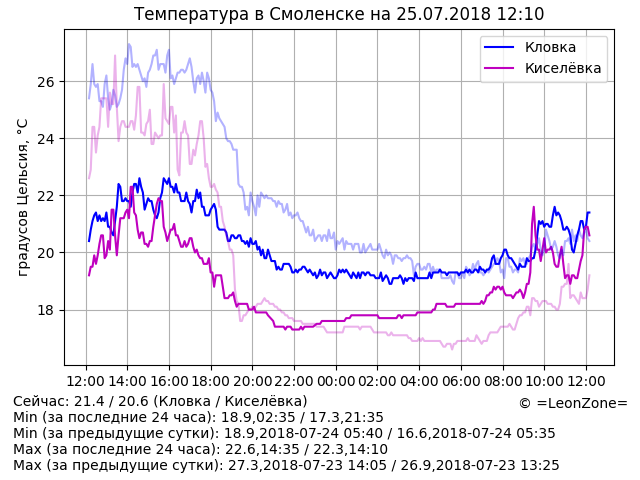 Температура в Смоленске на 25.07.2018 12:10
Кловка
Киселёвка
градусов Цельсия, °C
26
24
22
20
18
12:00 14:00 16:00 18:00 20:00 22:00 00:00 02:00 04:00 06:00 08:00 10:00 12:00
Сейчас: 21.4 / 20.6 (Кловка / Киселёвка)
© =LeonZone=
Min (за последние 24 часа): 18.9,02:35 / 17.3,21:35
Min (за предыдущие сутки): 18.9,2018-07-24 05:40 / 16.6,2018-07-24 05:35
Max (за последние 24 часа): 22.6,14:35 / 22.3,14:10
Max (за предыдущие сутки): 27.3,2018-07-23 14:05 / 26.9,2018-07-23 13:25